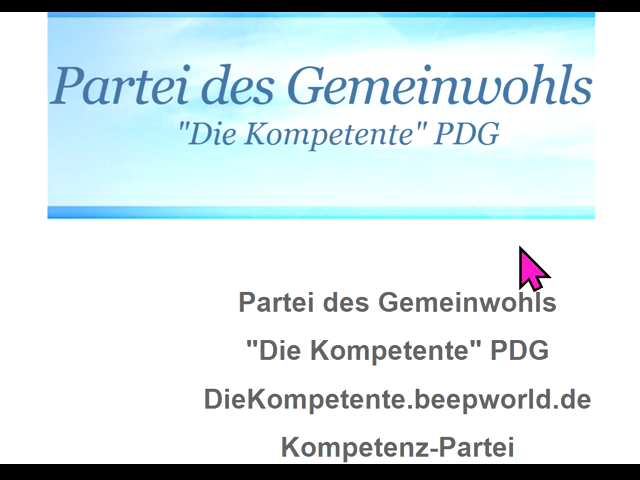 Partei des Gemeinwohls
"Die Kompetente" PDG
Partei des Gemeinwohls
"Die Kompetente" PDG
DieKompetente.beepworld.de
Kompetenz-Partei